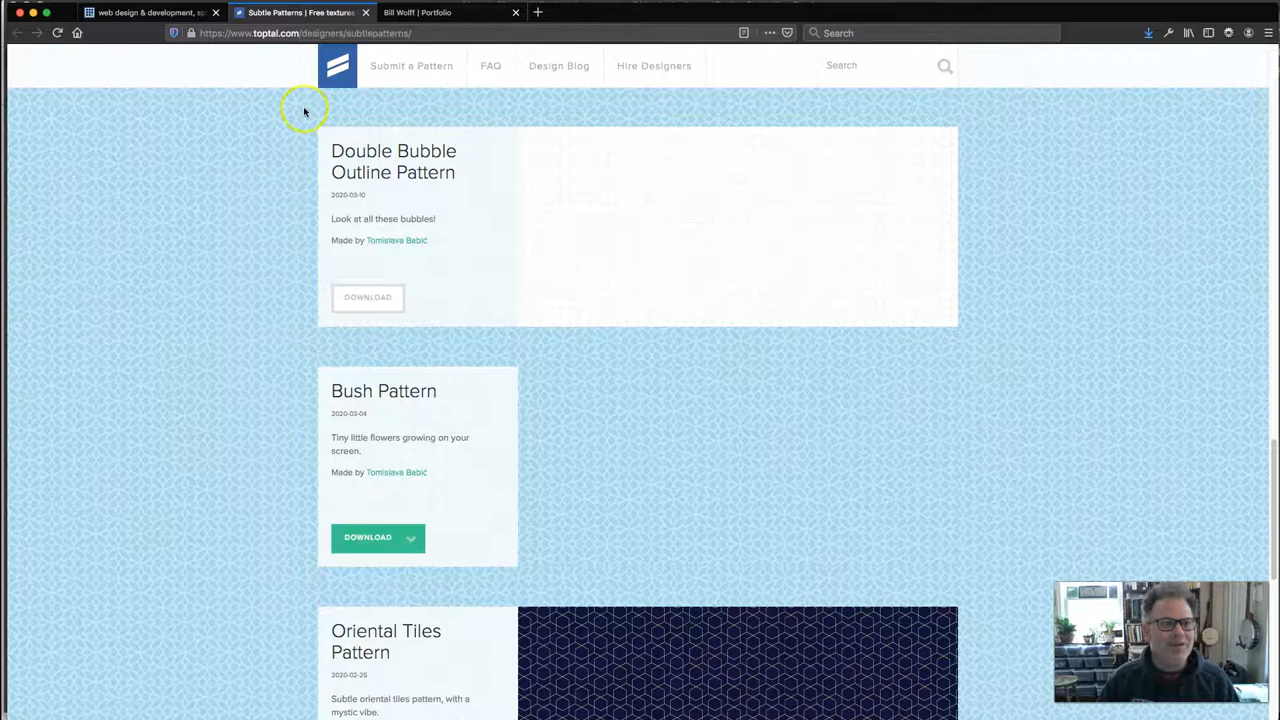 web design & development, sp
Subtle Patterns | Free textures
Bill Wolff | Portfolio
https://www.toptal.com/designers/subtlepatterns/
Search
Submit a Pattern
FAQ
Design Blog
Hire Designers
Search
Double Bubble
Outline Pattern
2020-03-10
Look at all these bubbles!
Made by Tomislava Babić
DOWNLOAD
Bush Pattern
2020-03-04
Tiny little flowers growing on your
screen.
Made by Tomislava Babić
DOWNLOAD
Oriental Tiles
Pattern
2020-02-25
Subtle oriental tiles pattern, with a
mystic vibe.